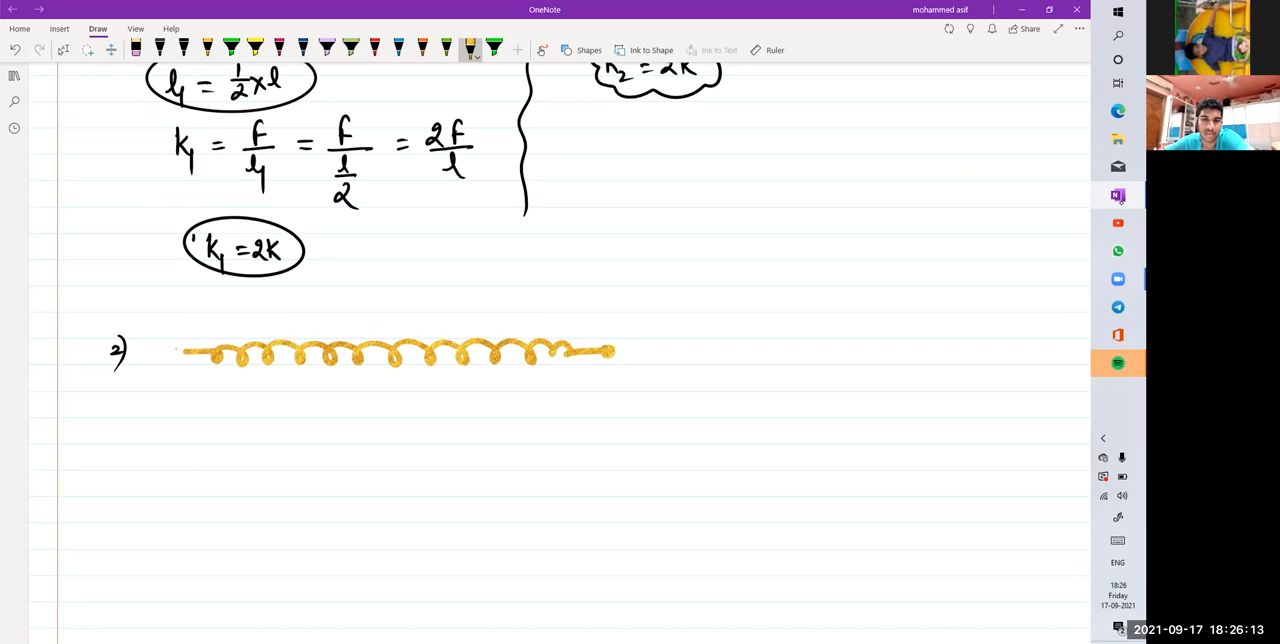 OneNote
mohammed asif
Home Insert Draw View Help
Share
Shapes Ink to Shape Ink to Text Ruler
l₁ = 1/2 × l
k₂ = 2K
k₁ = F/l₁ = F/(l/2) = 2F/l
k₁ = 2K
2)
ENG
18:26
Friday
17-09-2021
2021-09-17 18:26:13